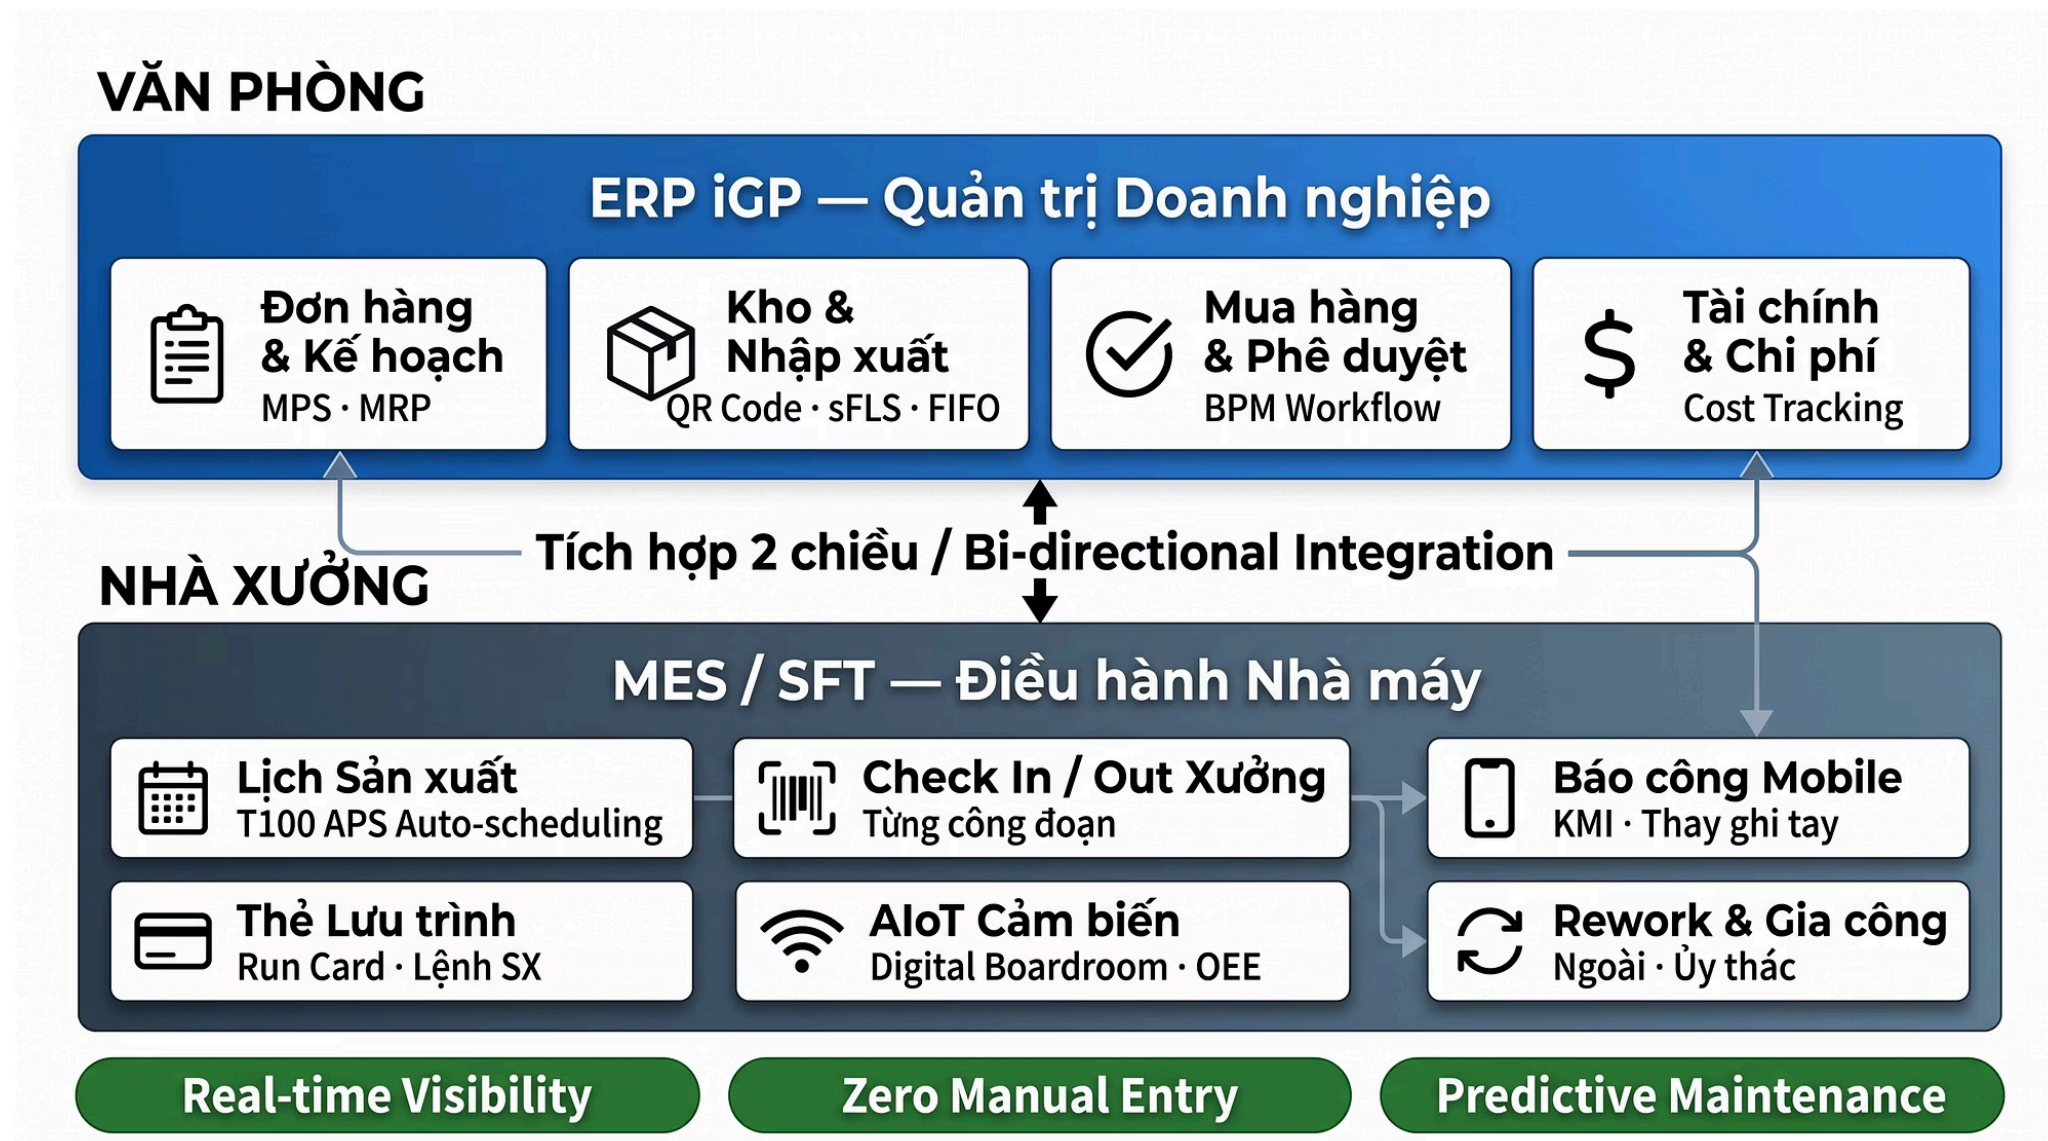 VĂN PHÒNG
ERP iGP — Quản trị Doanh nghiệp
Đơn hàng
& Kế hoạch
MPS · MRP
Kho &
Nhập xuất
QR Code · sFLS · FIFO
Mua hàng
& Phê duyệt
BPM Workflow
Tài chính
& Chi phí
Cost Tracking
Tích hợp 2 chiều / Bi-directional Integration
NHÀ XƯỞNG
MES / SFT — Điều hành Nhà máy
Lịch Sản xuất
T100 APS Auto-scheduling
Check In / Out Xưởng
Từng công đoạn
Báo công Mobile
KMI · Thay ghi tay
Thẻ Lưu trình
Run Card · Lệnh SX
AIoT Cảm biến
Digital Boardroom · OEE
Rework & Gia công
Ngoài · Ủy thác
Real-time Visibility
Zero Manual Entry
Predictive Maintenance